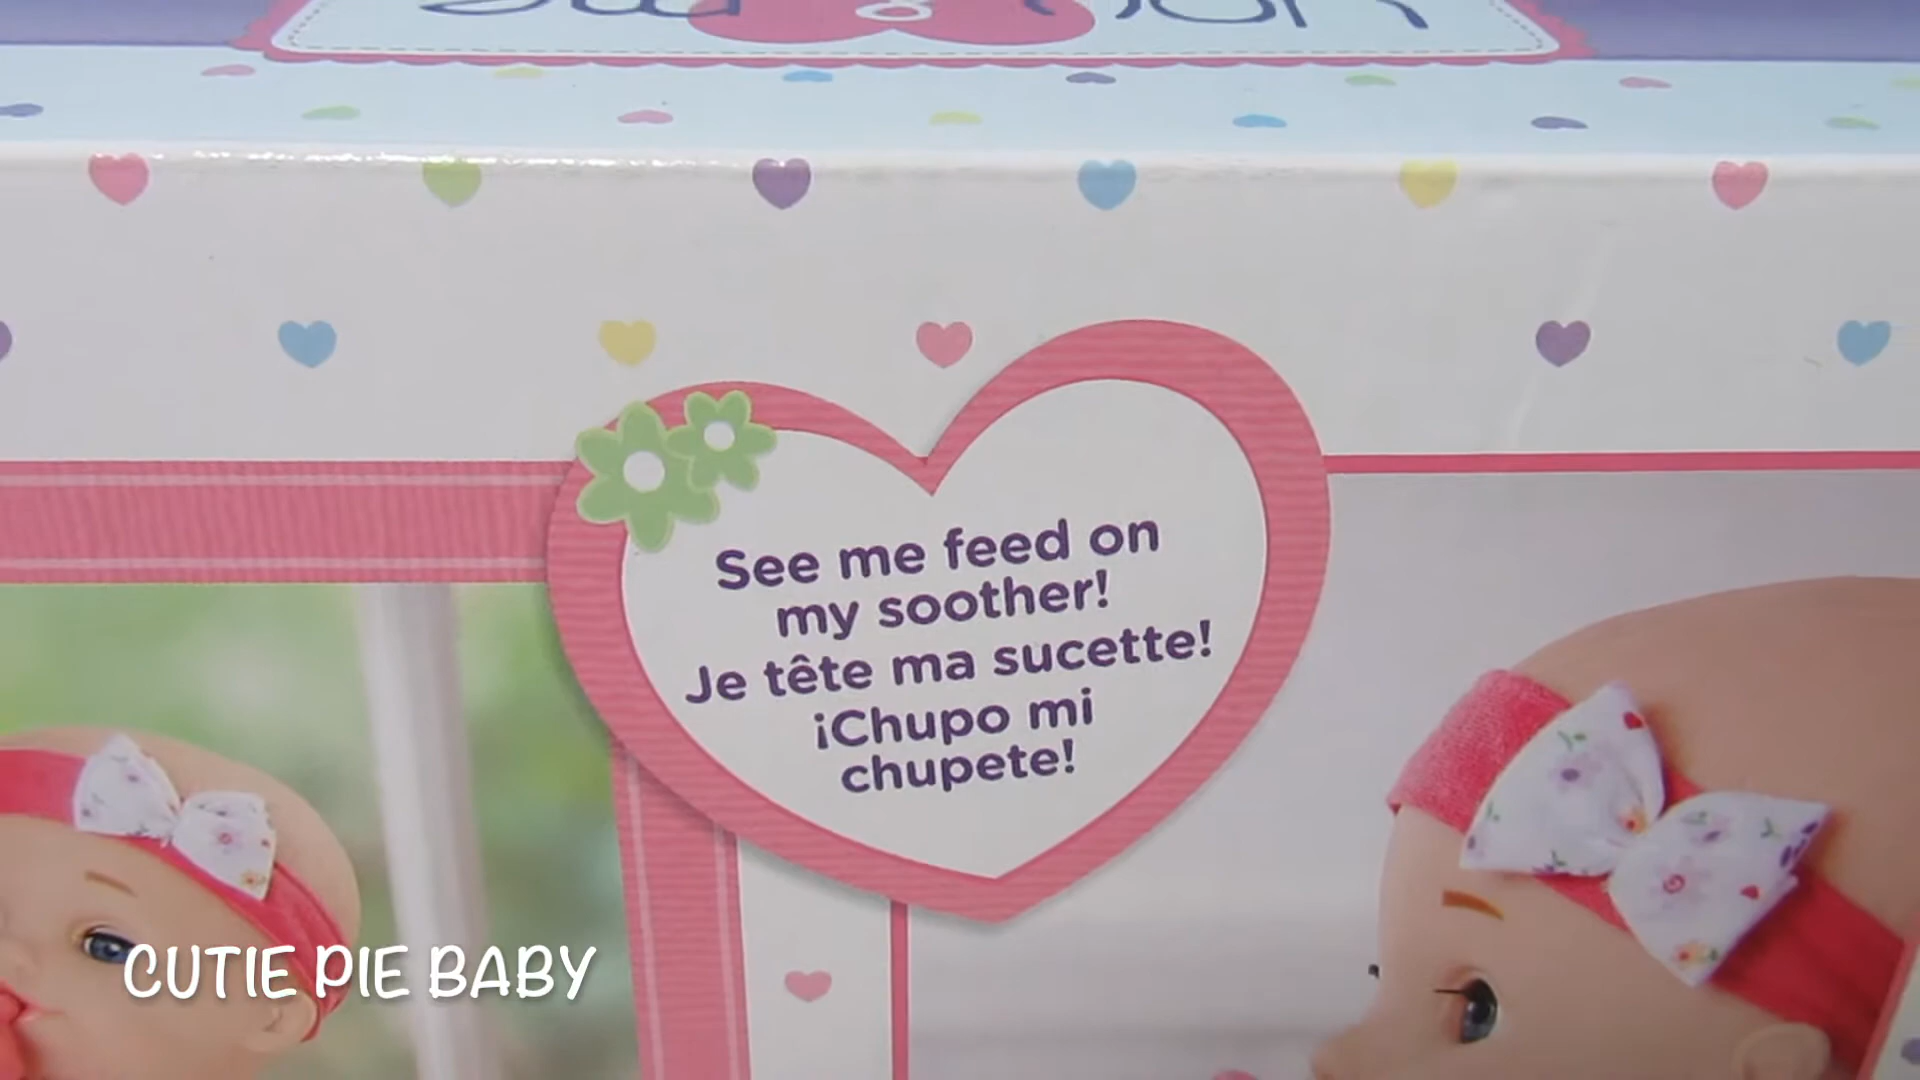 See me feed on
my soother!
Je tête ma sucette!
¡Chupo mi
chupete!
CUTIE PIE BABY